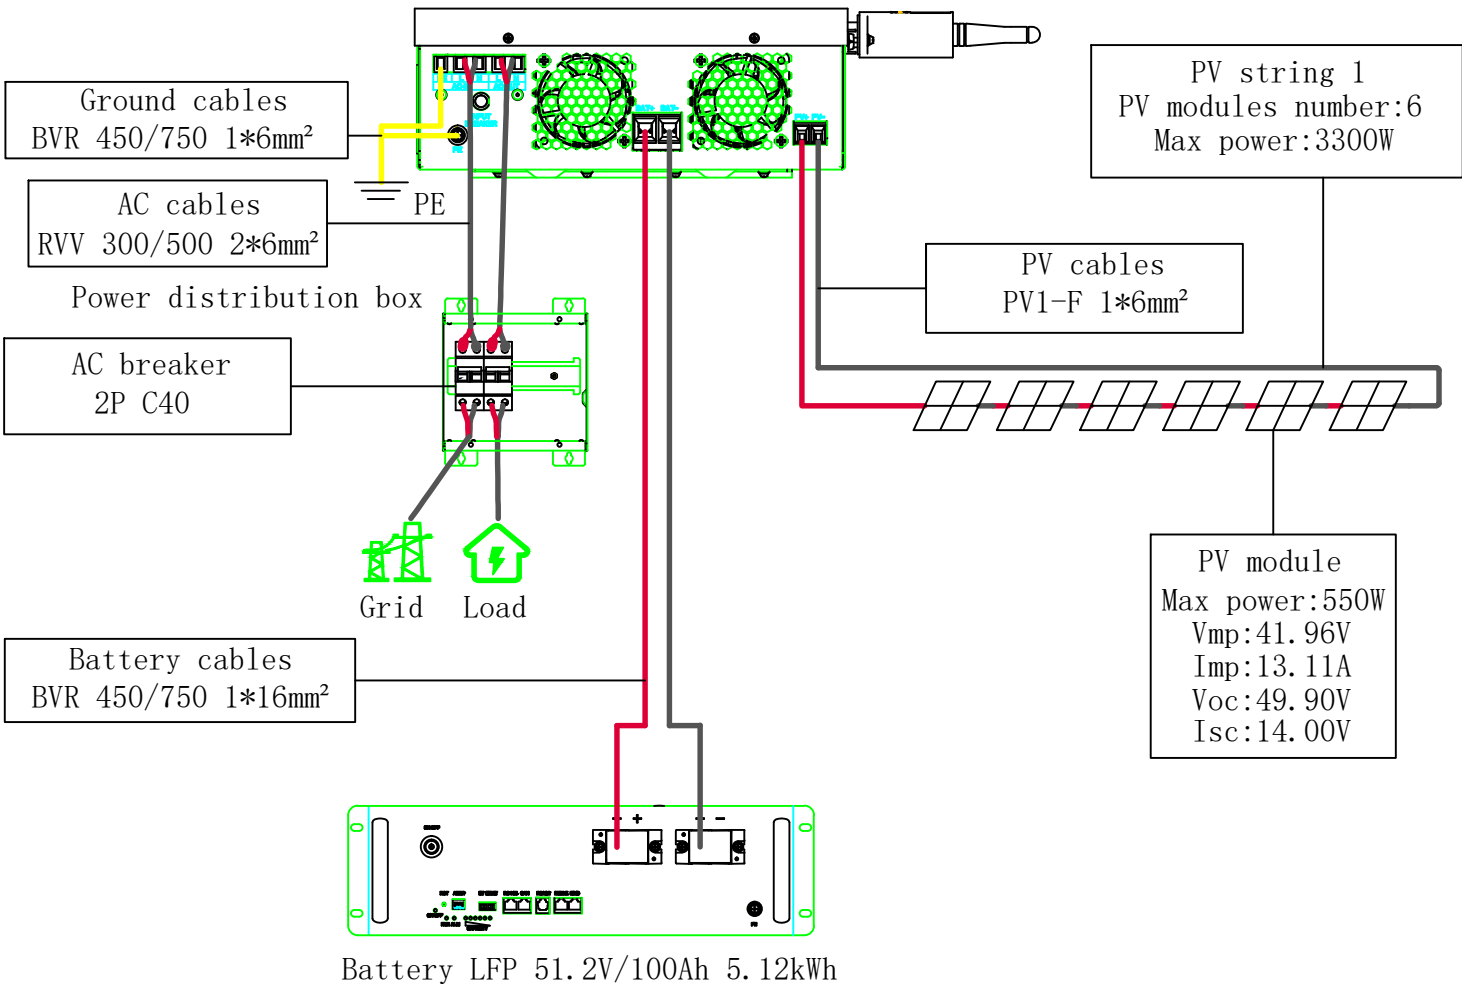 Ground cables
BVR 450/750 1*6mm²
PE
AC cables
RVV 300/500 2*6mm²
Power distribution box
AC breaker
2P C40
Grid
Load
Battery cables
BVR 450/750 1*16mm²
PV string 1
PV modules number:6
Max power:3300W
PV cables
PV1-F 1*6mm²
PV module
Max power:550W
Vmp:41.96V
Imp:13.11A
Voc:49.90V
Isc:14.00V
+
-
Battery LFP 51.2V/100Ah 5.12kWh